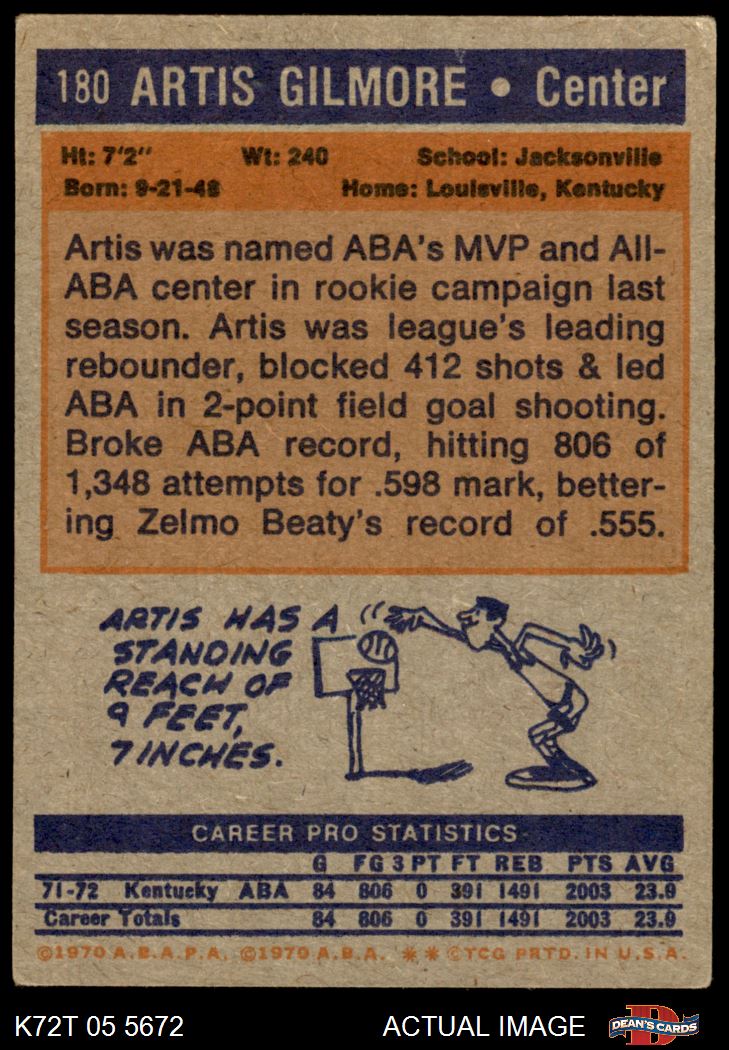 180 ARTIS GILMORE • Center
Ht: 7'2" Wt: 240 School: Jacksonville
Born: 9-21-48 Home: Louisville, Kentucky
Artis was named ABA's MVP and All-
ABA center in rookie campaign last
season. Artis was league's leading
rebounder, blocked 412 shots & led
ABA in 2-point field goal shooting.
Broke ABA record, hitting 806 of
1,348 attempts for .598 mark, better-
ing Zelmo Beaty's record of .555.
ARTIS HAS A
STANDING
REACH OF
9 FEET,
7 INCHES.
CAREER PRO STATISTICS
G FG 3 PT FT REB PTS AVG
71-72 Kentucky ABA 84 806 0 391 1491 2003 23.9
Career Totals 84 806 0 391 1491 2003 23.9
©1970 A.B.A.P.A. ©1970 A.B.A. ** ©TCG PRTD. IN U.S.A.
K72T 05 5672 ACTUAL IMAGE DEAN'S CARDS